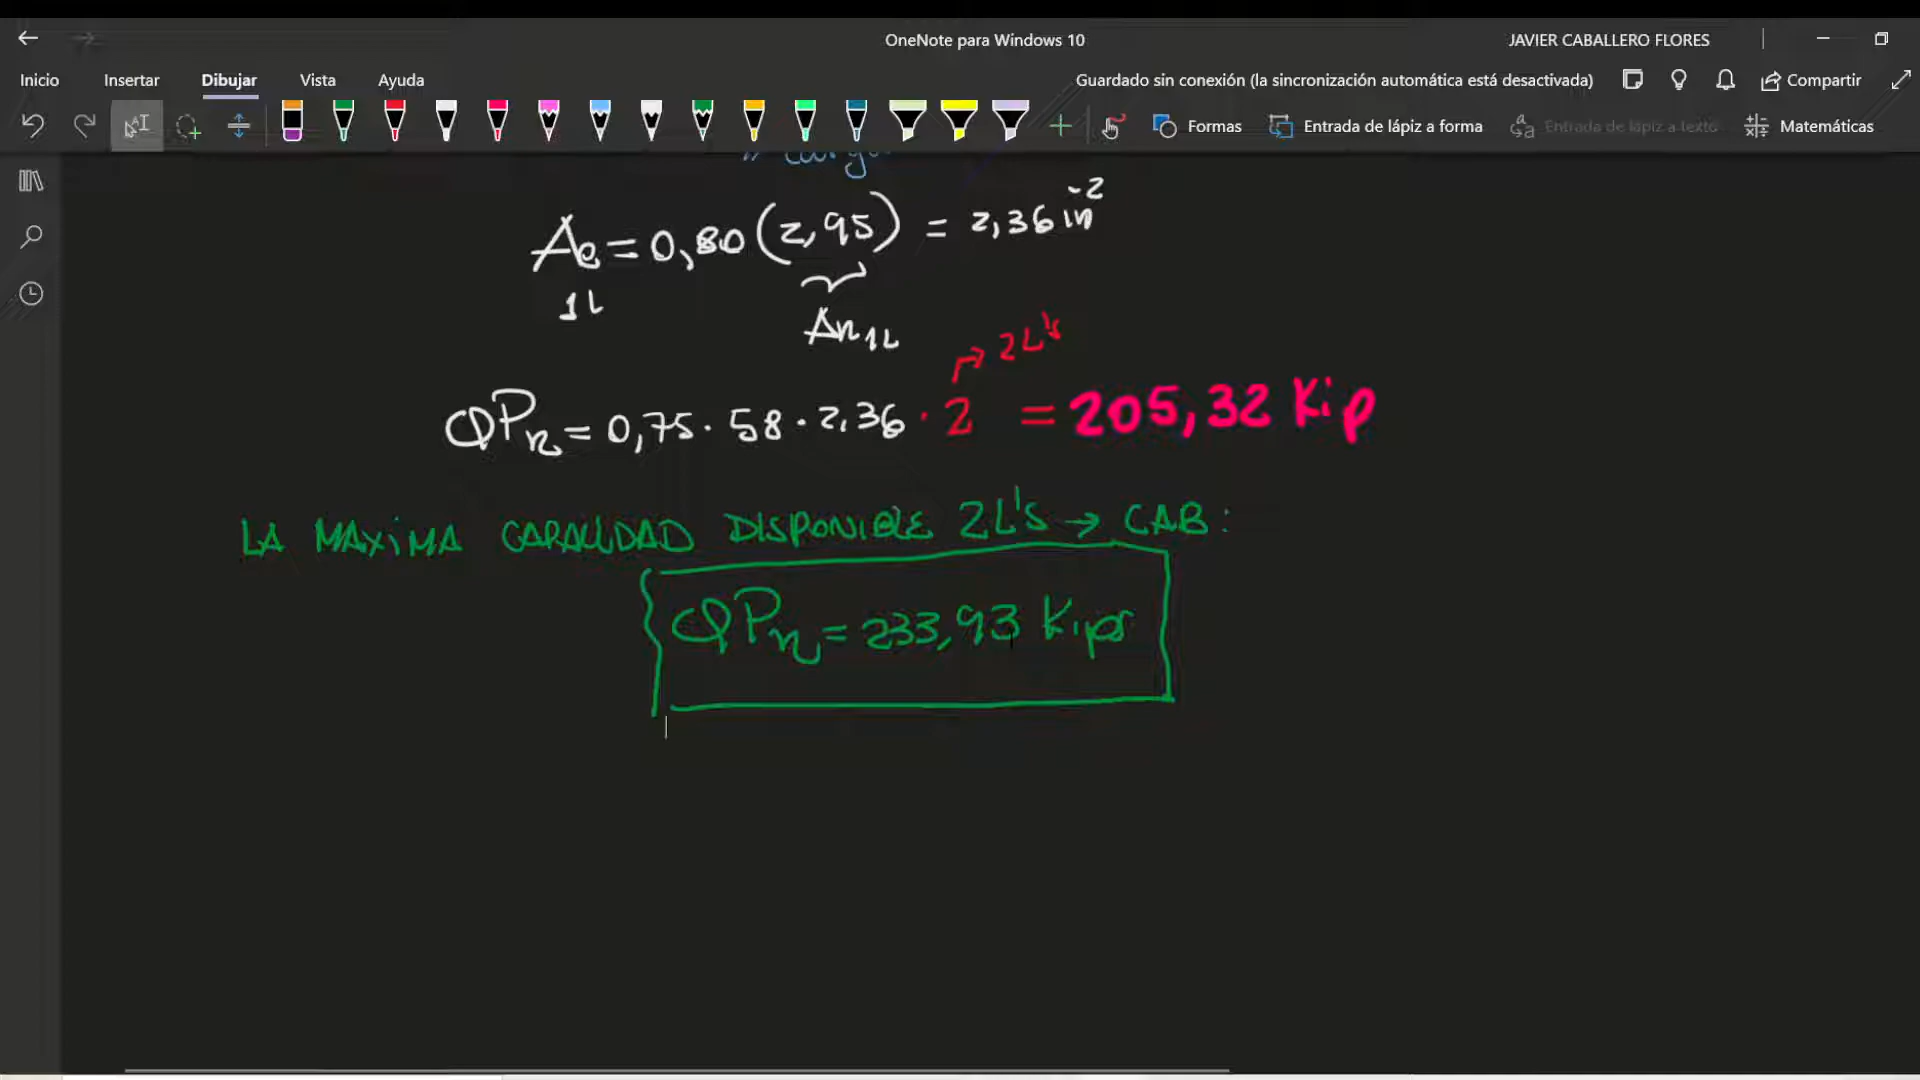 OneNote para Windows 10
JAVIER CABALLERO FLORES
Inicio Insertar Dibujar Vista Ayuda
Guardado sin conexión (la sincronización automática está desactivada)
Compartir
Formas Entrada de lápiz a forma Entrada de lápiz a texto Matemáticas
Ae = 0,80 (2,95) = 2,36 in^2
1L
An1L
2L's
ØPn = 0,75 · 58 · 2,36 · 2 = 205,32 Kip
LA MAXIMA CAPACIDAD DISPONIBLE 2L's → CAB:
ØPn = 233,93 Kips